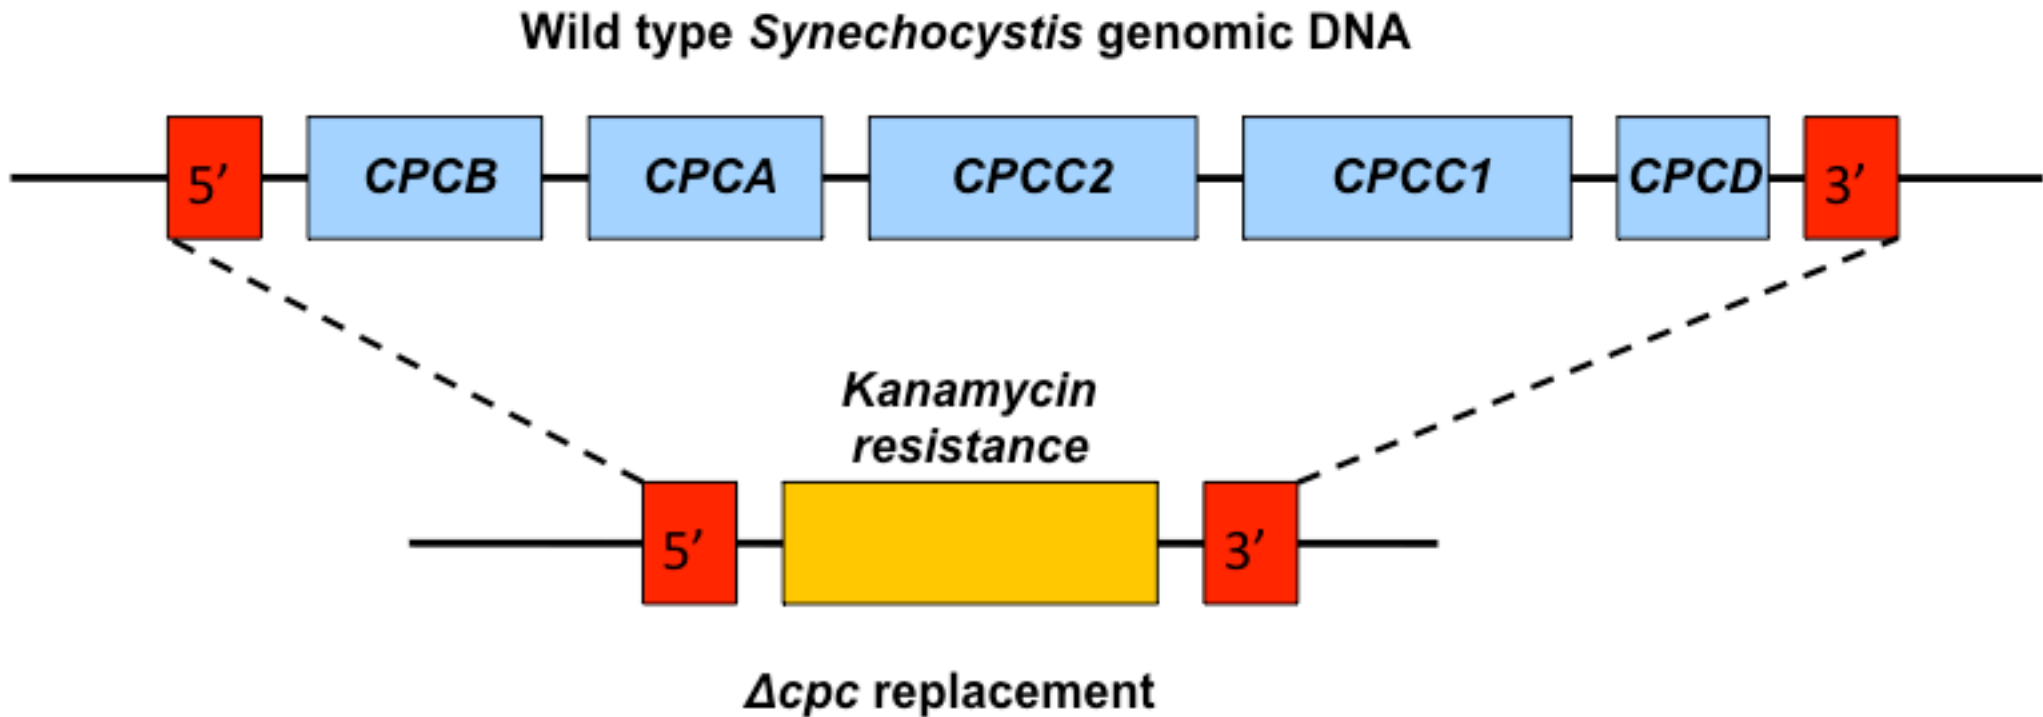 Wild type Synechocystis genomic DNA
5′ CPCB CPCA CPCC2 CPCC1 CPCD 3′
Kanamycin
resistance
5′ 3′
Δcpc replacement